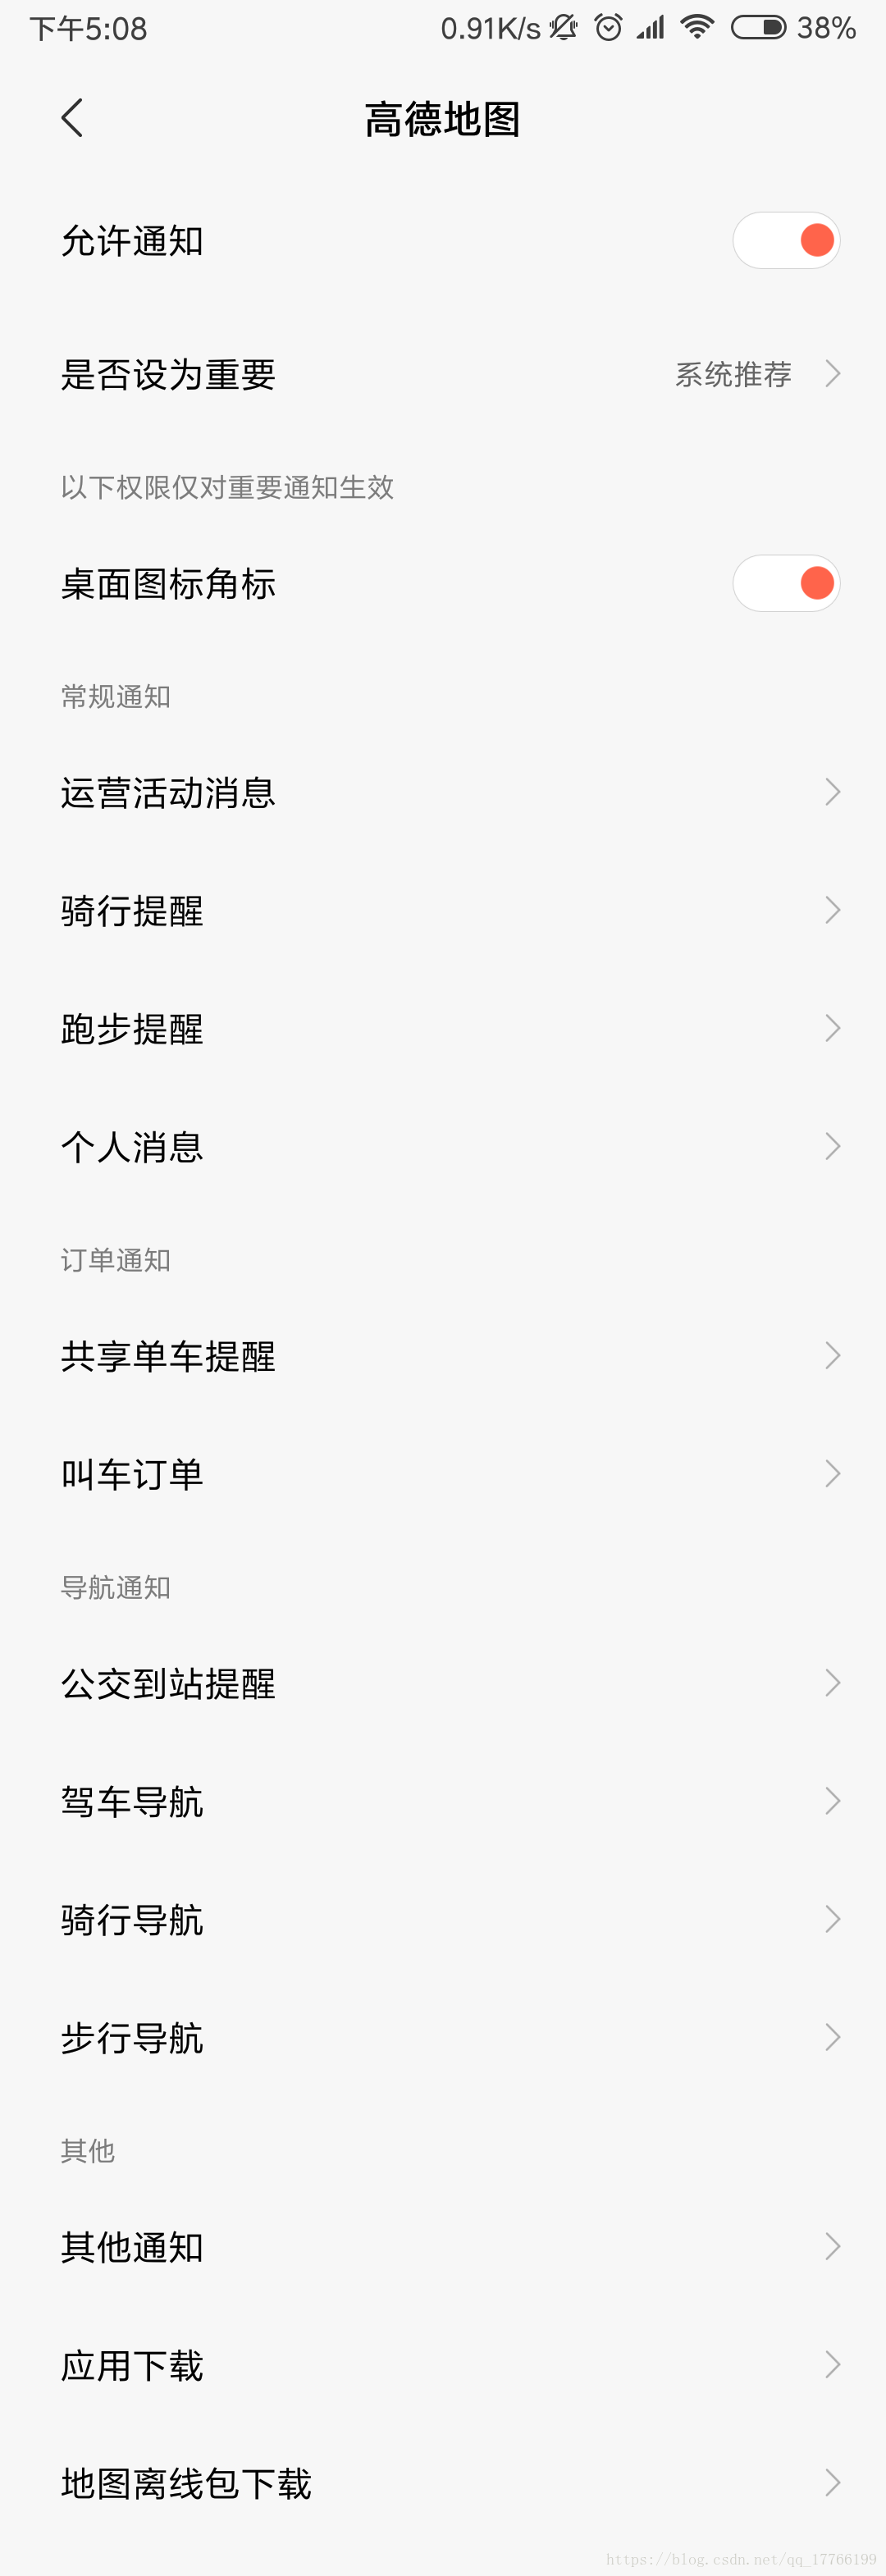 下午5:08 0.91K/s 38%
高德地图
允许通知
是否设为重要 系统推荐
以下权限仅对重要通知生效
桌面图标角标
常规通知
运营活动消息
骑行提醒
跑步提醒
个人消息
订单通知
共享单车提醒
叫车订单
导航通知
公交到站提醒
驾车导航
骑行导航
步行导航
其他
其他通知
应用下载
地图离线包下载
https://blog.csdn.net/qq_17766199